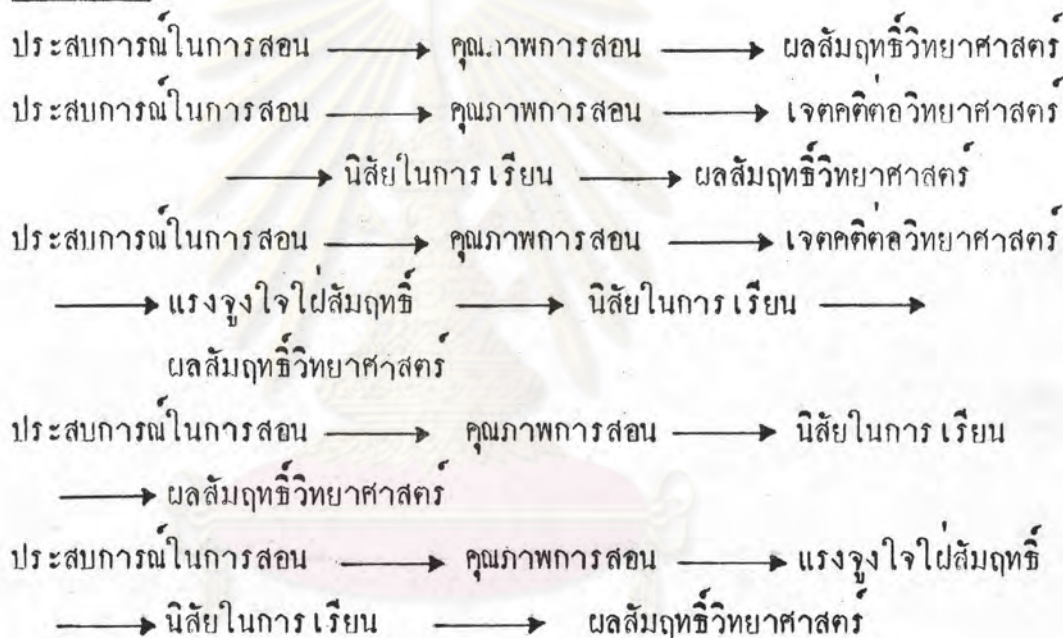 ประสบการณ์ในการสอน ⟶ คุณภาพการสอน ⟶ ผลสัมฤทธิ์วิทยาศาสตร์
ประสบการณ์ในการสอน ⟶ คุณภาพการสอน ⟶ เจตคติต่อวิทยาศาสตร์
⟶ นิสัยในการเรียน ⟶ ผลสัมฤทธิ์วิทยาศาสตร์
ประสบการณ์ในการสอน ⟶ คุณภาพการสอน ⟶ เจตคติต่อวิทยาศาสตร์
⟶ แรงจูงใจใฝ่สัมฤทธิ์ ⟶ นิสัยในการเรียน ⟶
ผลสัมฤทธิ์วิทยาศาสตร์
ประสบการณ์ในการสอน ⟶ คุณภาพการสอน ⟶ นิสัยในการเรียน
⟶ ผลสัมฤทธิ์วิทยาศาสตร์
ประสบการณ์ในการสอน ⟶ คุณภาพการสอน ⟶ แรงจูงใจใฝ่สัมฤทธิ์
⟶ นิสัยในการเรียน ⟶ ผลสัมฤทธิ์วิทยาศาสตร์